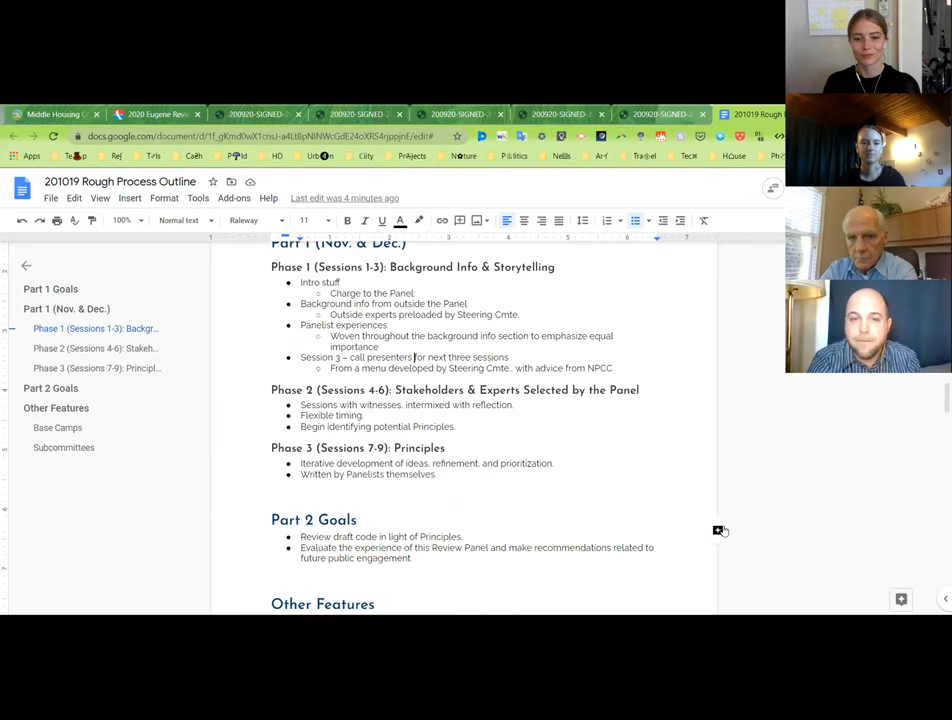 Middle Housing C
2020 Eugene Revi
200920-SIGNED-
200920-SIGNED-
200920-SIGNED-
200920-SIGNED-
200920-SIGNED-2
201019 Rough
docs.google.com/document/d/
Apps
City
House
201019 Rough Process Outline
File Edit View Insert Format Tools Add-ons Help Last edit was 4 minutes ago
100% Normal text Raleway 11 B I U A
Part 1 (Nov. & Dec.)
Part 1 Goals
Part 1 (Nov. & Dec.)
Phase 1 (Sessions 1-3): Backgr...
Phase 2 (Sessions 4-6): Stakeh...
Phase 3 (Sessions 7-9): Principl...
Part 2 Goals
Other Features
Base Camps
Subcommittees
Phase 1 (Sessions 1-3): Background Info & Storytelling
Intro stuff
Charge to the Panel:
Background info from outside the Panel
Outside experts preloaded by Steering Cmte.
Panelist experiences
Woven throughout the background info section to emphasize equal
importance
Session 3 – call presenters for next three sessions
From a menu developed by Steering Cmte.. with advice from NPCC
Phase 2 (Sessions 4-6): Stakeholders & Experts Selected by the Panel
Sessions with witnesses, intermixed with reflection.
Flexible timing.
Begin identifying potential Principles.
Phase 3 (Sessions 7-9): Principles
Iterative development of ideas, refinement, and prioritization.
Written by Panelists themselves.
Part 2 Goals
Review draft code in light of Principles.
Evaluate the experience of this Review Panel and make recommendations related to
future public engagement.
Other Features